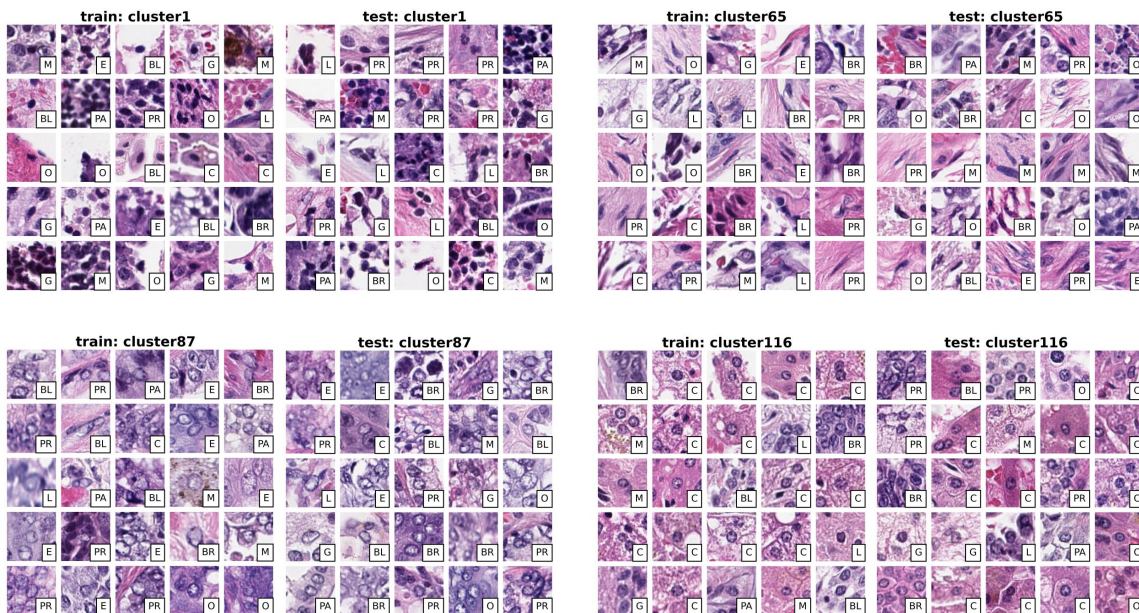 train: cluster1 test: cluster1 train: cluster65 test: cluster65
M E BL G M L PR PR PR PA M O G E BR BR PA M PR O
BL PA PR O L PA M PR PR G G L L BR PR O BR C O O
O O BL C C E L C L BR O O BR E BR PR M M M M
G PA E BL BR PR G L BL O PR C BR L PR G O BR O PA
G M O G M PA BR O C M C PR M L PR O BL E PR E
train: cluster87 test: cluster87 train: cluster116 test: cluster116
BL PR PA E BR E E BR G BR BR C C C C PR BL PR O C
PR BL C E PA PR C BL M BL M C C L BR PR C M C C
L PA BL M E L E PR G O M C BL C C BR C C PR C
E PR E BR M G BL BR BR PR C C C C L G G L PA C
PR E PR O O PA BR PR O PR G C PA M BL BR C C C C